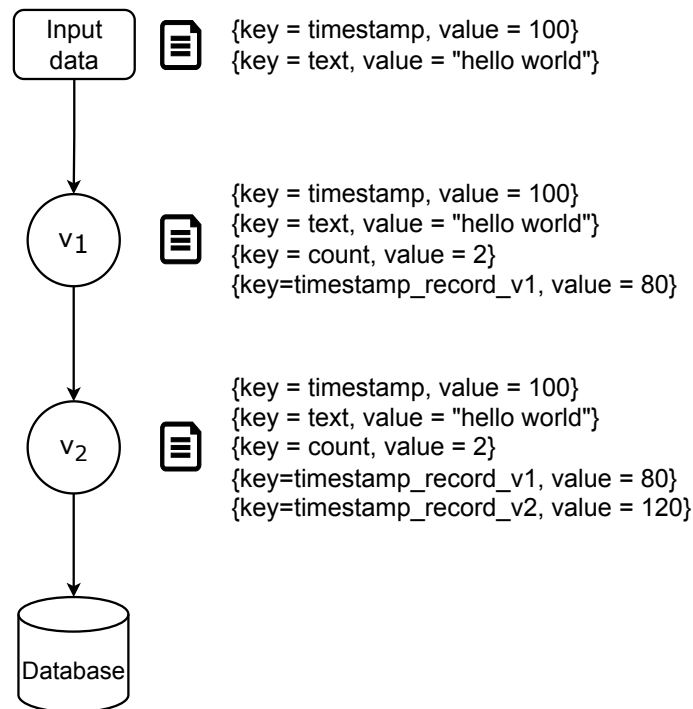 Input
data
{key = timestamp, value = 100}
{key = text, value = "hello world"}
v1
{key = timestamp, value = 100}
{key = text, value = "hello world"}
{key = count, value = 2}
{key=timestamp_record_v1, value = 80}
v2
{key = timestamp, value = 100}
{key = text, value = "hello world"}
{key = count, value = 2}
{key=timestamp_record_v1, value = 80}
{key=timestamp_record_v2, value = 120}
Database